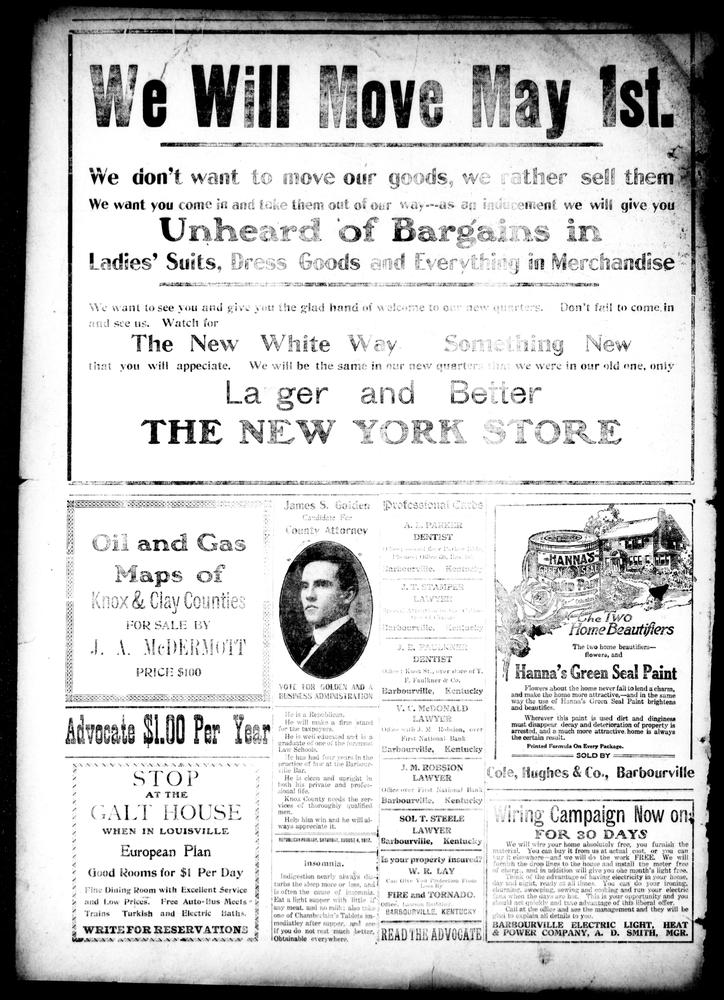 We Will Move May 1st.
We don't want to move our goods, we rather sell them
We want you come in and take them out of our way---as an inducement we will give you
Unheard of Bargains in
Ladies' Suits, Dress Goods and Everything in Merchandise
We want to see you and give you the glad hand of welcome to our new quarters. Don't fail to come in
and see us. Watch for
The New White Way Something New
that you will appeciate. We will be the same in our new quarters that we were in our old one, only
La ger and Better
THE NEW YORK STORE
Oil and Gas
Maps of
Knox & Clay Counties
FOR SALE BY
J. A. McDERMOTT
PRICE $100
Advocate $1.00 Per Year
STOP
AT THE
GALT HOUSE
WHEN IN LOUISVILLE
European Plan
Good Rooms for $1 Per Day
Fine Dining Room with Excellent Service
and Low Prices. Free Auto-Bus Meets
Trains Turkish and Electric Baths.
WRITE FOR RESERVATIONS
James S. Golden
Candidate For
County Attorney
VOTE FOR GOLDEN AND A
BUSINESS ADMINISTRATION
He is a Republican.
He will make a firm stand
for the taxpayers.
He is well educated and is a
graduate of one of the foremost
Law Schools.
He has had four years in the
practice of law at the Barbour-
ville Bar.
He is clean and upright in
both his private and profes-
sional life.
Knox County needs the ser-
vices of thoroughly qualified
men.
Help him win and he will al-
ways appreciate it.
REPUBLICAN PRIMARY, SATURDAY, AUGUST 4, 1917.
Insomnia.
Indigestion nearly always dis-
turbs the sleep more or less, and
is often the cause of insomnia.
Eat a light supper with little if
any meat, and no milk; also take
one of Chamberlain's Tablets im-
mediatley after supper, and see
if you do not rest much better.
Obtainable everywhere.
Professional Cards
A. L. PARKER
DENTIST
Barbourville, Kentucky
J. T. STAMPER
LAWYER
Barbourville, Kentucky
J. E. FAULKNER
DENTIST
Office: Knox St., over store of T.
F. Faulkner & Co.
Barbourville, Kentucky
V. C. McDONALD
LAWYER
Office with J. M. Robsion, over
First National Bank
Barbourville, Kentucky
J. M. ROBSION
LAWYER
Office over First National Bank
Barbourville, Kentucky
SOL T. STEELE
LAWYER
Barbourville, Kentucky
Is your property insured?
W. R. LAY
Can Give You Protection From
Loss By
FIRE and TORNADO.
BARBOURVILLE, KENTUCKY
READ THE ADVOCATE
HANNA'S
GREEN SEAL
The TWO
Home Beautifiers
The two home beautifiers—
flowers, and
Hanna's Green Seal Paint
Flowers about the home never fail to lend a charm,
and make the home more attractive,—and in the same
way the use of Hanna's Green Seal Paint brightens
and beautifies.
Wherever this paint is used dirt and dinginess
must disappear, decay and deterioration of property is
arrested, and a much more attractive home is always
the certain result.
Printed Formula On Every Package.
SOLD BY
Cole, Hughes & Co., Barbourville
Wiring Campaign Now on
FOR 30 DAYS
We will wire your home absolutely free, you furnish the
material. You can buy it from us at actual cost, or you can
buy it elsewhere—and we will do the work FREE. We will
furnish the drop lines to the house and install the meter free
of charge, and in addition will give you one month's light free.
Think of the advantage of having electricity in your home,
day and night, ready at all times. You can do your ironing,
churning, sweeping, sewing and cooking and run your electric
fans when the days are hot. This is your opportunity and you
should go quickly and take advantage of this liberal offer.
Call at the office and see the management and they will be
glad to explain all details to you.
BARBOURVILLE ELECTRIC LIGHT, HEAT
& POWER COMPANY, A. D. SMITH, MGR.